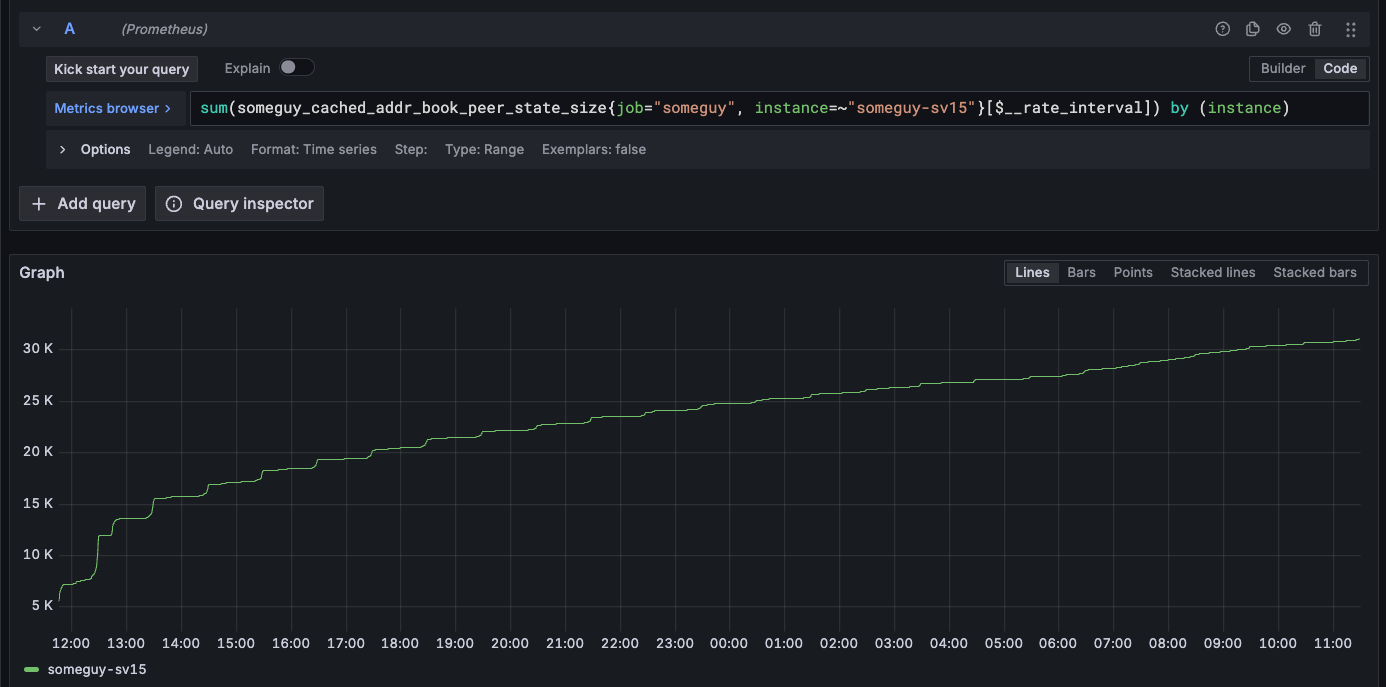 A (Prometheus)
Kick start your query Explain Builder Code
Metrics browser > sum(someguy_cached_addr_book_peer_state_size{job="someguy", instance=~"someguy-sv15"}[$__rate_interval]) by (instance)
> Options Legend: Auto Format: Time series Step: Type: Range Exemplars: false
+ Add query Query inspector
Graph Lines Bars Points Stacked lines Stacked bars
30 K
25 K
20 K
15 K
10 K
5 K
12:00 13:00 14:00 15:00 16:00 17:00 18:00 19:00 20:00 21:00 22:00 23:00 00:00 01:00 02:00 03:00 04:00 05:00 06:00 07:00 08:00 09:00 10:00 11:00
someguy-sv15